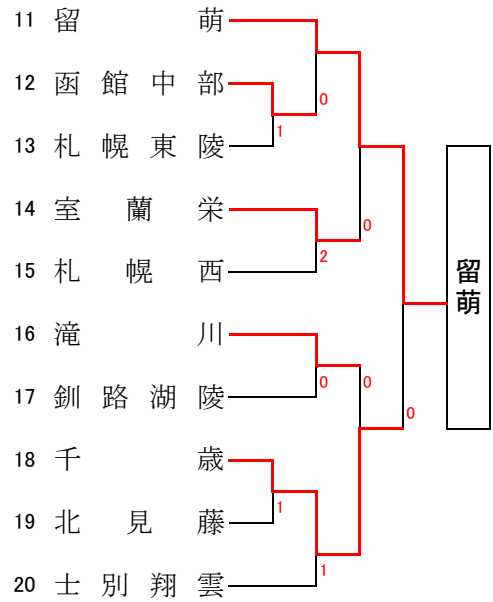 11 留萌
0
12 函館中部
1
13 札幌東陵
14 室蘭栄
0
2
15 札幌西
留萌
16 滝川
0 0
0
17 釧路湖陵
18 千歳
1
19 北見藤
1
20 士別翔雲